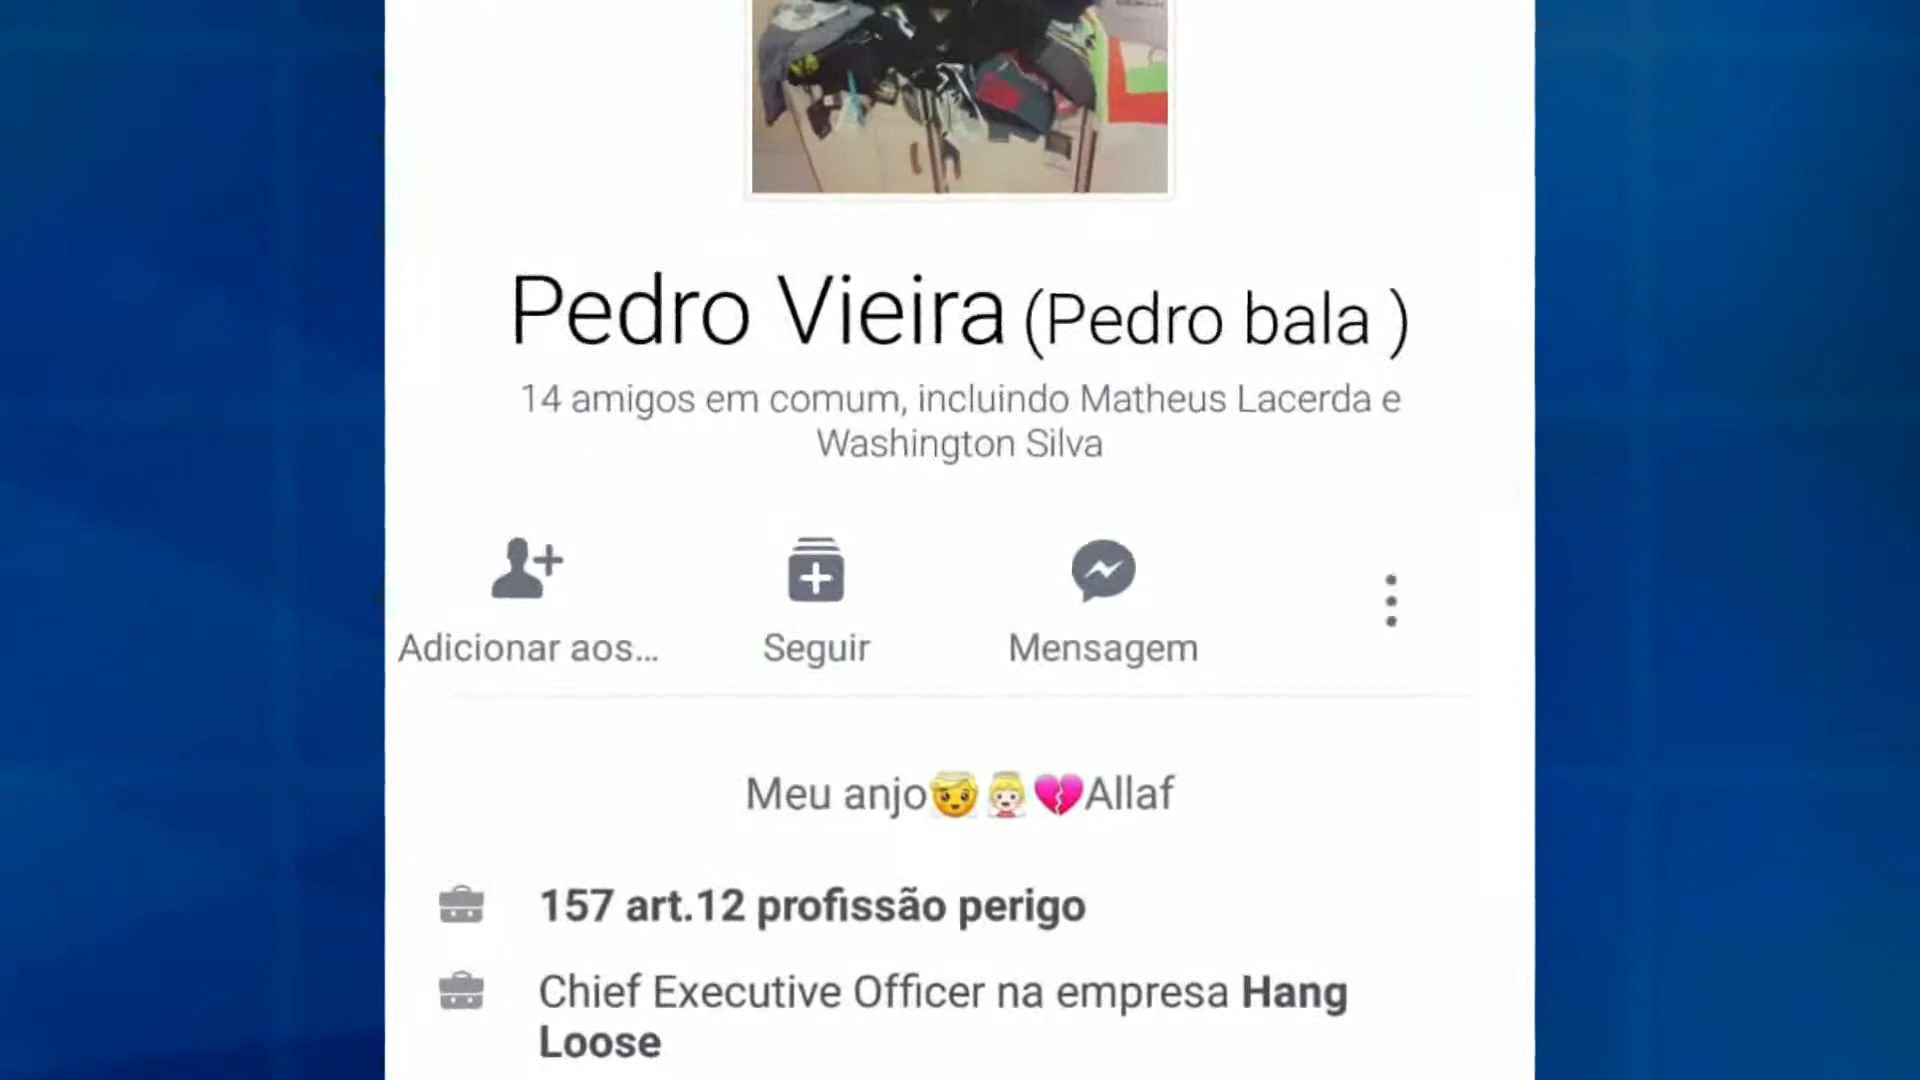 Pedro Vieira (Pedro bala )
14 amigos em comum, incluindo Matheus Lacerda e
Washington Silva
Adicionar aos...
Seguir
Mensagem
Meu anjo😇👼💔Allaf
157 art.12 profissão perigo
Chief Executive Officer na empresa Hang
Loose